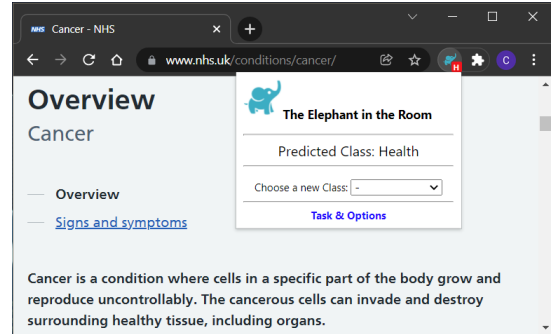 NHS Cancer - NHS
www.nhs.uk/conditions/cancer/
H
C
The Elephant in the Room
Predicted Class: Health
Choose a new Class: -
Task & Options
Overview
Cancer
— Overview
— Signs and symptoms
Cancer is a condition where cells in a specific part of the body grow and
reproduce uncontrollably. The cancerous cells can invade and destroy
surrounding healthy tissue, including organs.